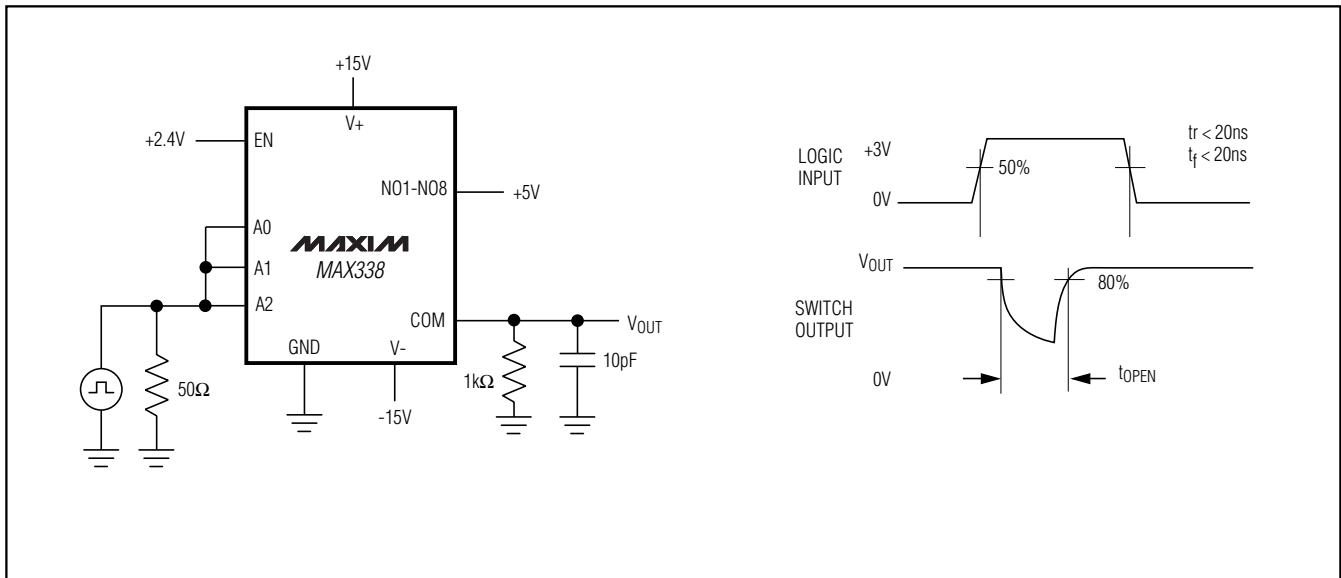 +15V
V+
+2.4V
EN
NO1-NO8
+5V
A0
MAXIM
MAX338
A1
A2
COM
VOUT
GND
V-
50Ω
1kΩ
10pF
-15V
LOGIC
INPUT
+3V
0V
50%
tr < 20ns
tf < 20ns
VOUT
80%
SWITCH
OUTPUT
0V
tOPEN